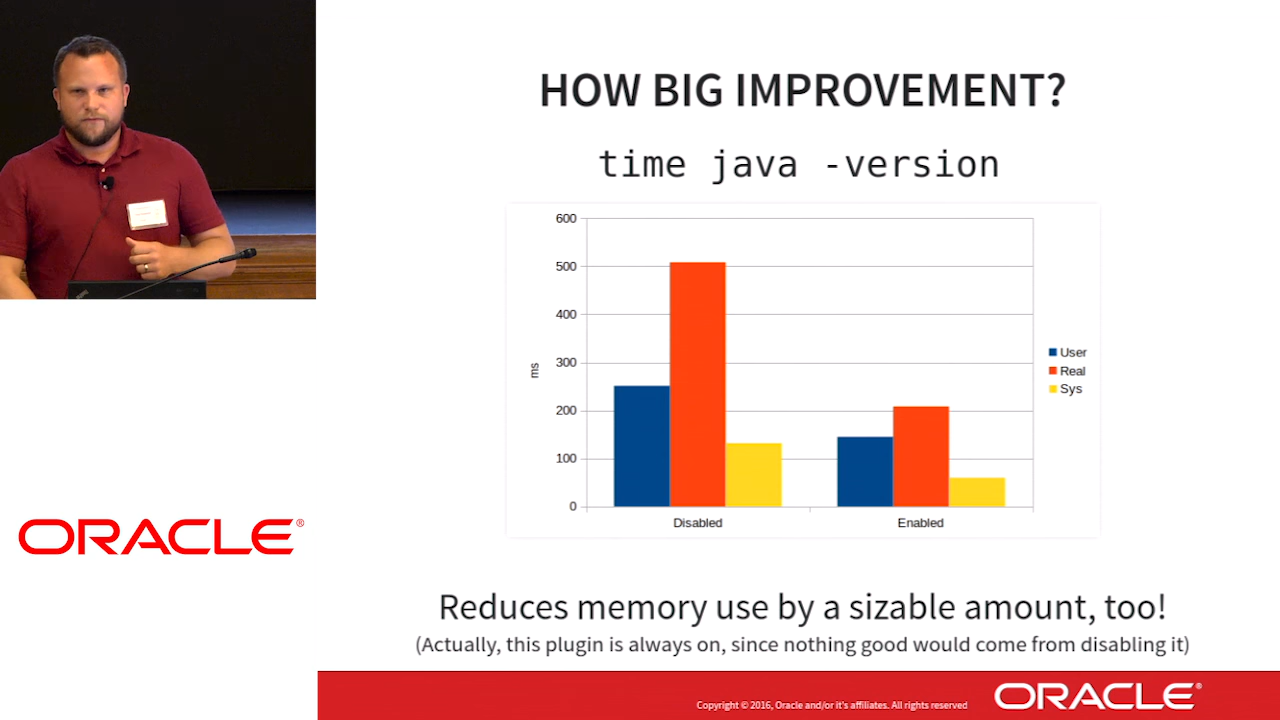 HOW BIG IMPROVEMENT?
time java -version
600
500
400
300
200
100
0
ms
Disabled
Enabled
User
Real
Sys
Reduces memory use by a sizable amount, too!
(Actually, this plugin is always on, since nothing good would come from disabling it)
ORACLE®
Copyright © 2016, Oracle and/or it's affiliates. All rights reserved
ORACLE®